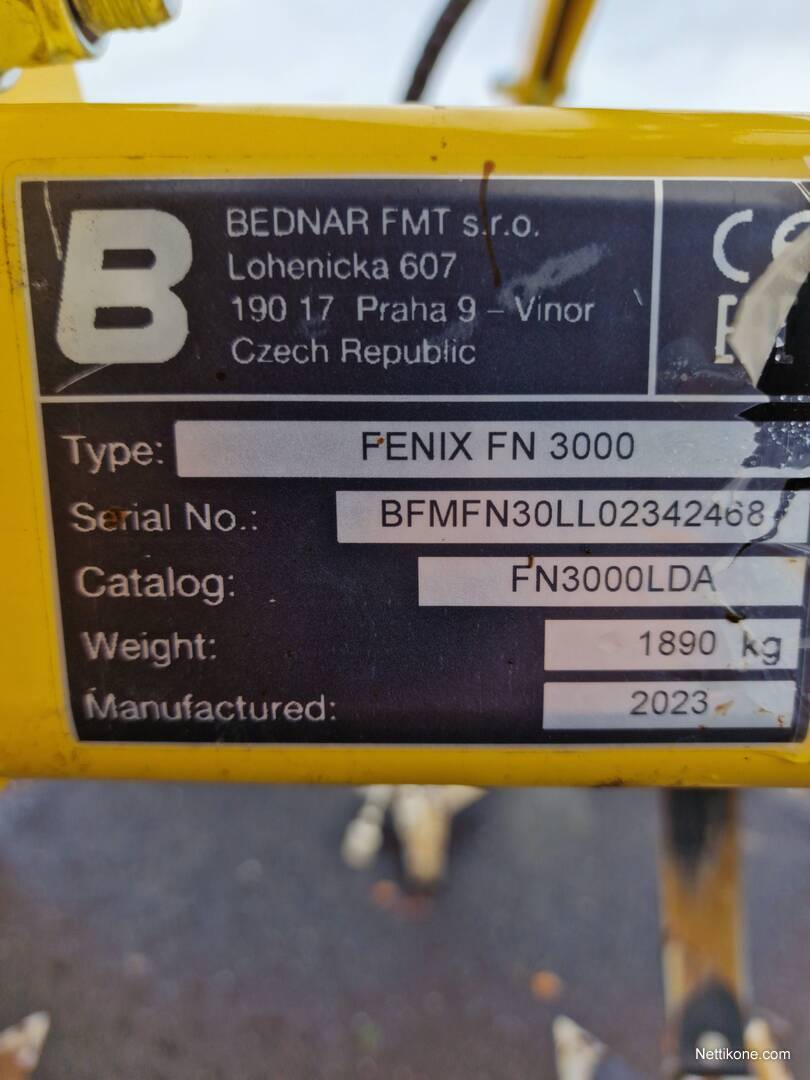 B
BEDNAR FMT s.r.o.
Lohenicka 607
190 17 Praha 9 – Vinor
Czech Republic
CE
Type: FENIX FN 3000
Serial No.: BFMFN30LL02342468
Catalog: FN3000LDA
Weight: 1890 kg
Manufactured: 2023
Nettikone.com